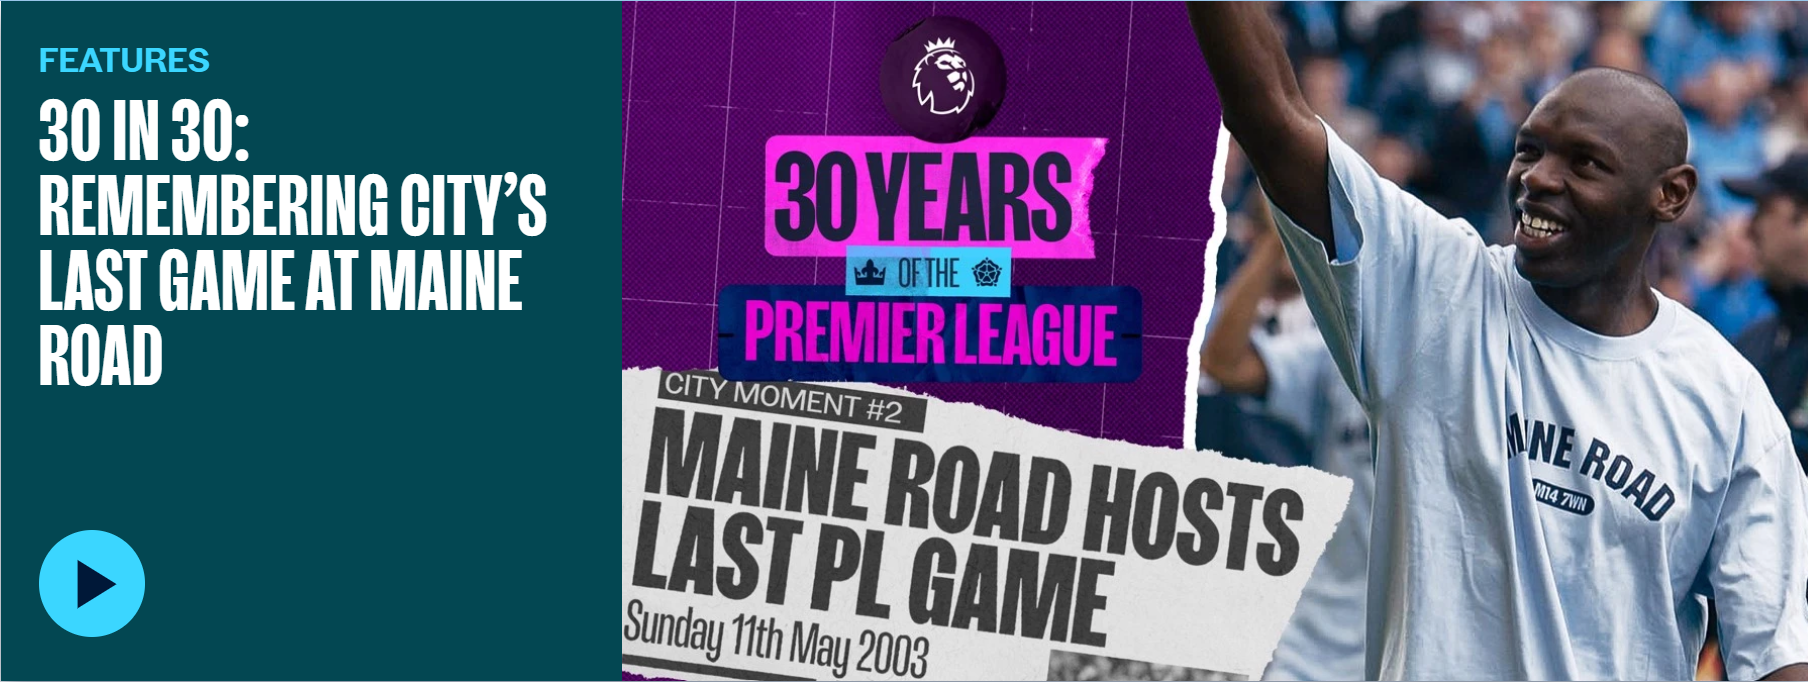 FEATURES
30 IN 30:
REMEMBERING CITY'S
LAST GAME AT MAINE
ROAD
30 YEARS
OF THE
PREMIER LEAGUE
CITY MOMENT #2
MAINE ROAD HOSTS
LAST PL GAME
Sunday 11th May 2003
MAINE ROAD
M14 7WN